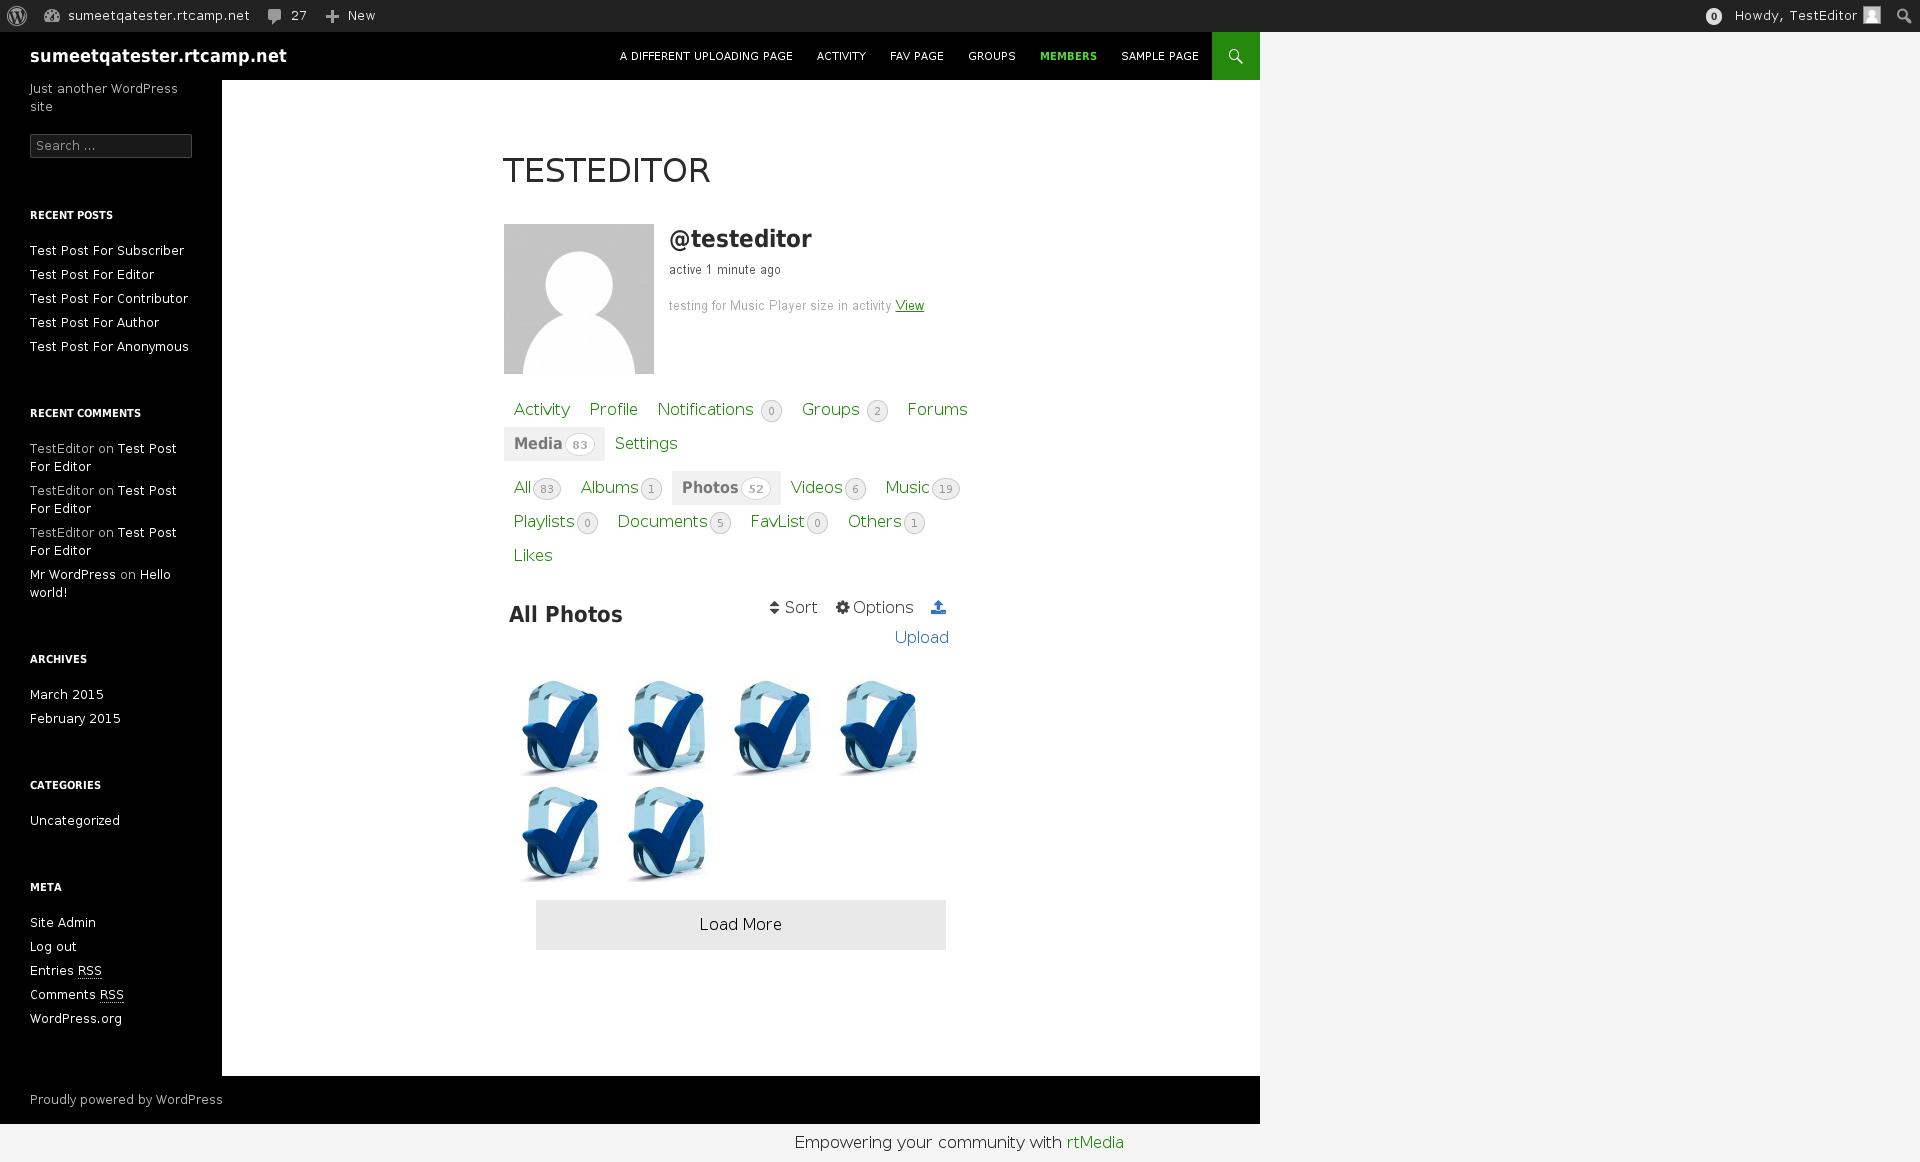 sumeetqatester.rtcamp.net 27 New 0 Howdy, TestEditor
sumeetqatester.rtcamp.net A DIFFERENT UPLOADING PAGE ACTIVITY FAV PAGE GROUPS MEMBERS SAMPLE PAGE
Just another WordPress
site
Search ...
RECENT POSTS
Test Post For Subscriber
Test Post For Editor
Test Post For Contributor
Test Post For Author
Test Post For Anonymous
RECENT COMMENTS
TestEditor on Test Post
For Editor
TestEditor on Test Post
For Editor
TestEditor on Test Post
For Editor
Mr WordPress on Hello
world!
ARCHIVES
March 2015
February 2015
CATEGORIES
Uncategorized
META
Site Admin
Log out
Entries RSS
Comments RSS
WordPress.org
TESTEDITOR
@testeditor
active 1 minute ago
testing for Music Player size in activity View
Activity Profile Notifications 0 Groups 2 Forums
Media 83 Settings
All 83 Albums 1 Photos 52 Videos 6 Music 19
Playlists 0 Documents 5 FavList 0 Others 1
Likes
All Photos Sort Options
Upload
Load More
Proudly powered by WordPress
Empowering your community with rtMedia